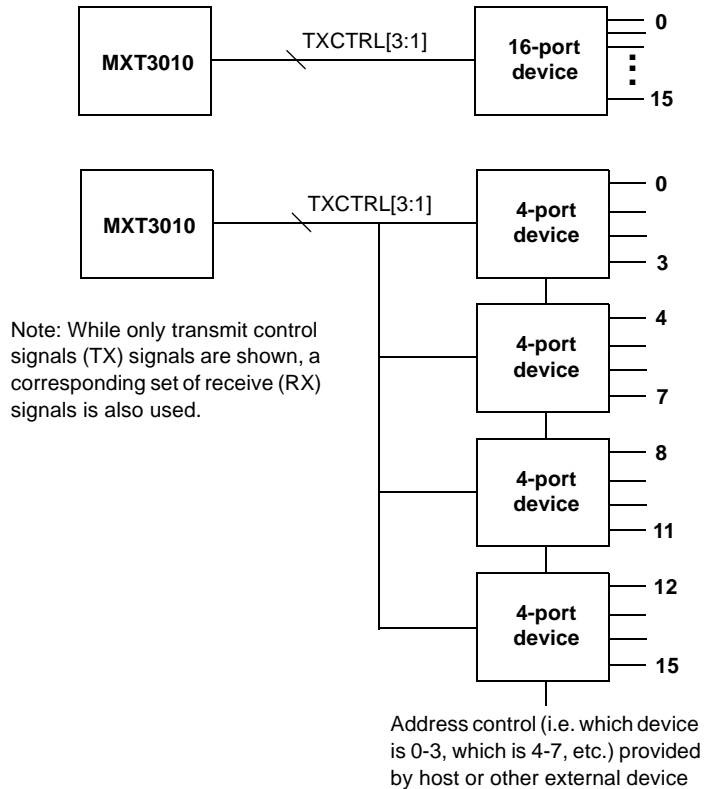 MXT3010
TXCTRL[3:1]
16-port
device
0
15
MXT3010
TXCTRL[3:1]
4-port
device
0
3
Note: While only transmit control
signals (TX) signals are shown, a
corresponding set of receive (RX)
signals is also used.
4-port
device
4
7
4-port
device
8
11
4-port
device
12
15
Address control (i.e. which device
is 0-3, which is 4-7, etc.) provided
by host or other external device